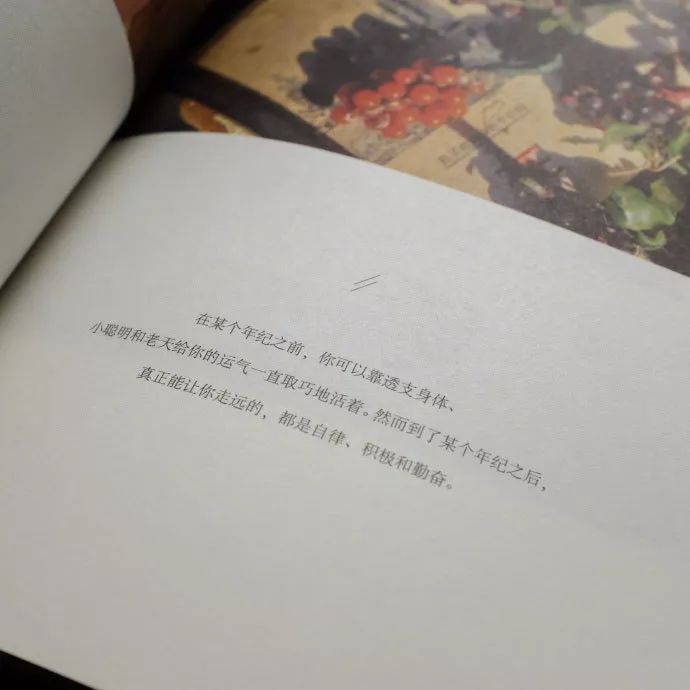 在某个年纪之前，你可以靠透支身体、
小聪明和老天给你的运气一直取巧地活着。然而到了某个年纪之后，
真正能让你走远的，都是自律、积极和勤奋。